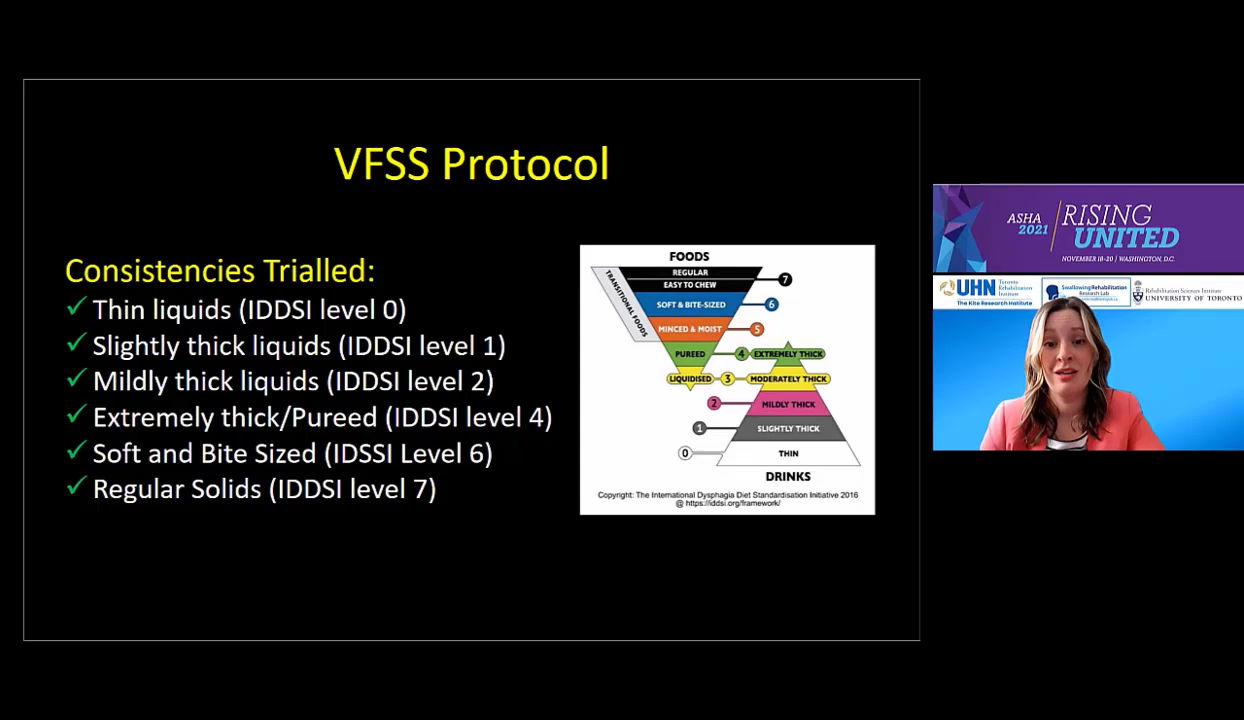 VFSS Protocol
Consistencies Trialled:
✓ Thin liquids (IDDSI level 0)
✓ Slightly thick liquids (IDDSI level 1)
✓ Mildly thick liquids (IDDSI level 2)
✓ Extremely thick/Pureed (IDDSI level 4)
✓ Soft and Bite Sized (IDSSI Level 6)
✓ Regular Solids (IDDSI level 7)
FOODS
TRANSITIONAL FOODS
REGULAR
7
EASY TO CHEW
SOFT & BITE-SIZED 6
MINCED & MOIST 5
PUREED 4 EXTREMELY THICK
LIQUIDISED 3 MODERATELY THICK
2 MILDLY THICK
1 SLIGHTLY THICK
0 THIN
DRINKS
Copyright: The International Dysphagia Diet Standardisation Initiative 2016
@ https://iddsi.org/framework/
ASHA
2021
RISING
UNITED
NOVEMBER 18-20 | WASHINGTON, D.C.
UHN
Toronto
Rehabilitation
Institute
The Kite Research Institute
Swallowing Rehabilitation
Research Lab
Rehabilitation Sciences Institute
UNIVERSITY OF TORONTO